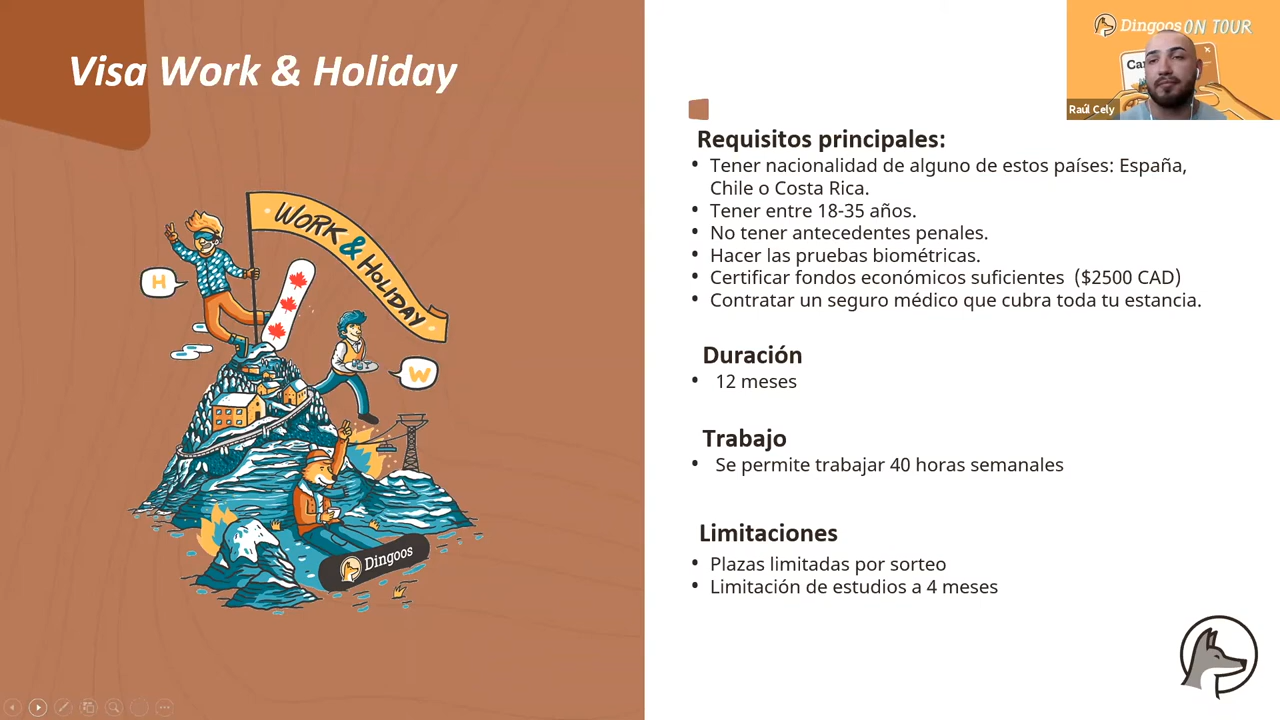 Visa Work & Holiday
Dingoos ON TOUR
Raúl Cely
Requisitos principales:
• Tener nacionalidad de alguno de estos países: España,
Chile o Costa Rica.
• Tener entre 18-35 años.
• No tener antecedentes penales.
• Hacer las pruebas biométricas.
• Certificar fondos económicos suficientes ($2500 CAD)
• Contratar un seguro médico que cubra toda tu estancia.
Duración
• 12 meses
Trabajo
• Se permite trabajar 40 horas semanales
Limitaciones
• Plazas limitadas por sorteo
• Limitación de estudios a 4 meses
WORK & HOLIDAY
H
W
Dingoos